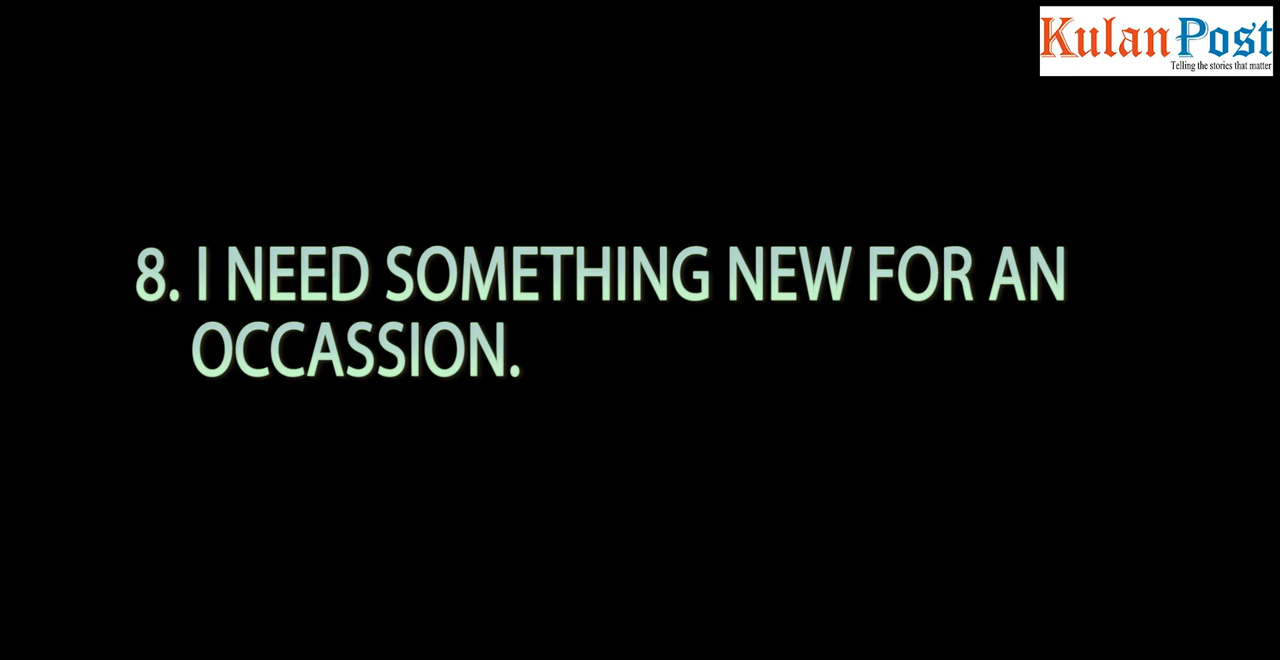 Kulan Post
Telling the stories that matter
8. I NEED SOMETHING NEW FOR AN
OCCASSION.